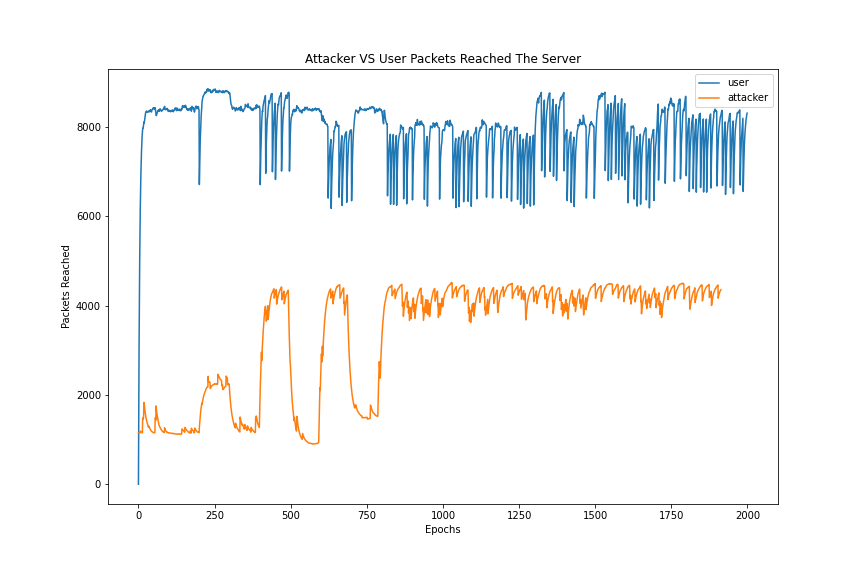 Attacker VS User Packets Reached The Server
user
attacker
Packets Reached
8000
6000
4000
2000
0
0 250 500 750 1000 1250 1500 1750 2000
Epochs